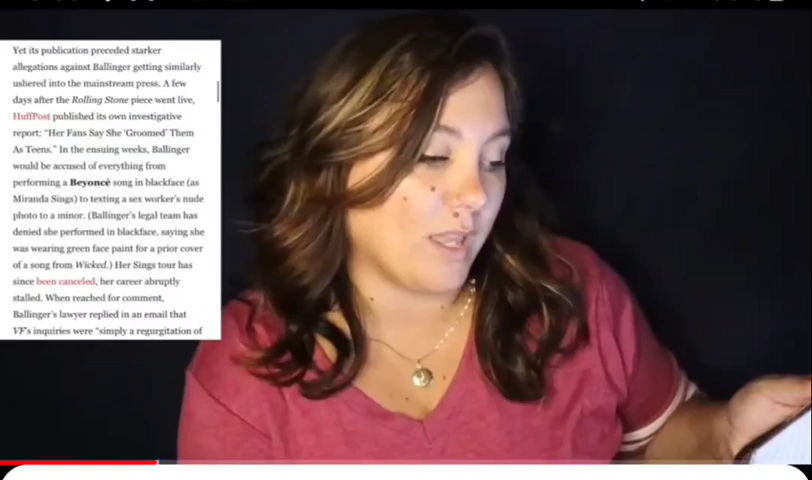 Yet its publication preceded starker
allegations against Ballinger getting similarly
ushered into the mainstream press. A few
days after the Rolling Stone piece went live,
HuffPost published its own investigative
report: “Her Fans Say She ‘Groomed’ Them
As Teens.” In the ensuing weeks, Ballinger
would be accused of everything from
performing a Beyoncé song in blackface (as
Miranda Sings) to texting a sex worker’s nude
photo to a minor. (Ballinger’s legal team has
denied she performed in blackface, saying she
was wearing green face paint for a prior cover
of a song from Wicked.) Her Sings tour has
since been canceled, her career abruptly
stalled. When reached for comment,
Ballinger’s lawyer replied in an email that
VF’s inquiries were “simply a regurgitation of